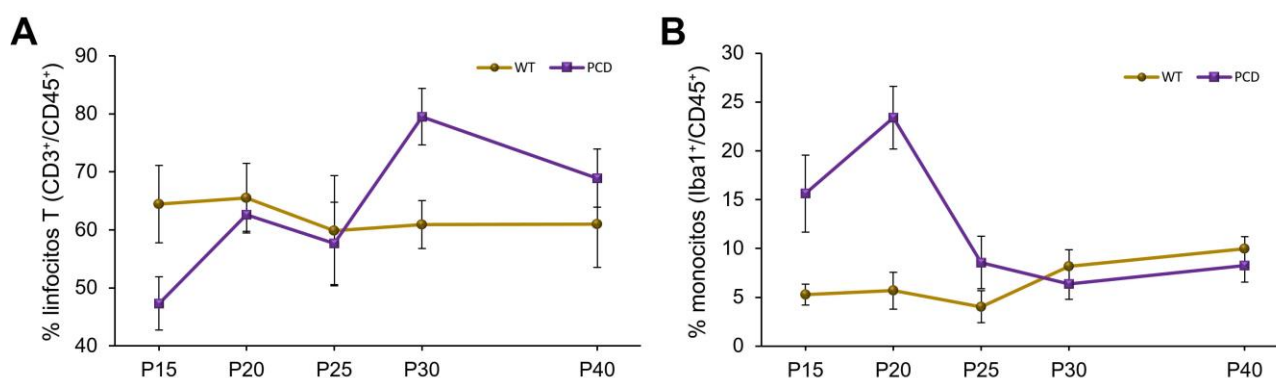 A
% linfocitos T (CD3⁺/CD45⁺)
90
80
70
60
50
40
WT PCD
P15 P20 P25 P30 P40
B
% monocitos (Iba1⁺/CD45⁺)
30
25
20
15
10
5
0
WT PCD
P15 P20 P25 P30 P40